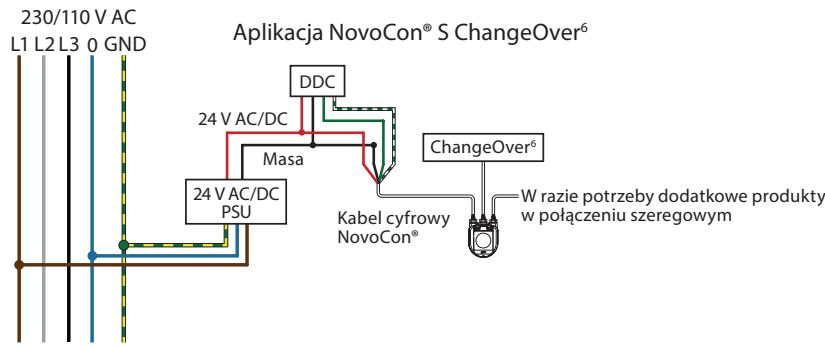 230/110 V AC
L1 L2 L3 0 GND
Aplikacja NovoCon® S ChangeOver⁶
DDC
24 V AC/DC
Masa
ChangeOver⁶
24 V AC/DC
PSU
Kabel cyfrowy
NovoCon®
W razie potrzeby dodatkowe produkty
w połączeniu szeregowym